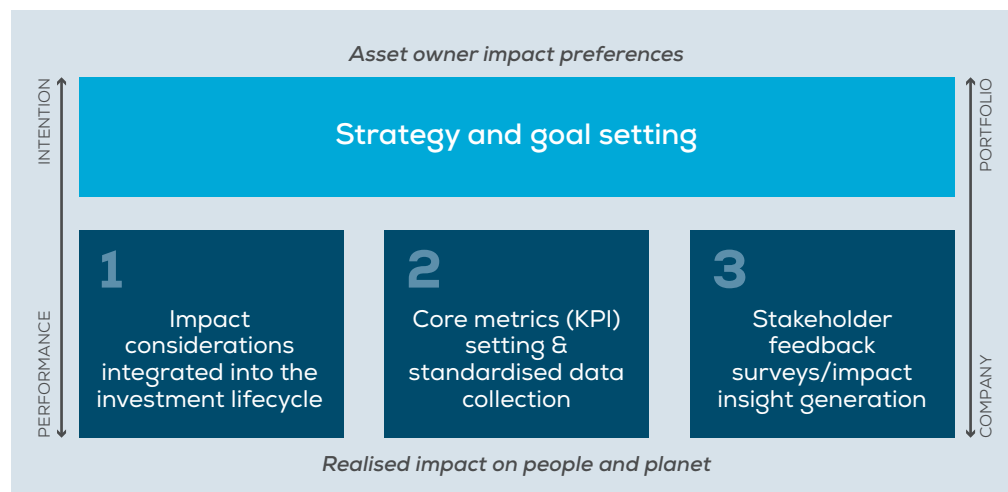 Asset owner impact preferences
INTENTION
PORTFOLIO
Strategy and goal setting
1
Impact
considerations
integrated into the
investment lifecycle
2
Core metrics (KPI)
setting &
standardised data
collection
3
Stakeholder
feedback
surveys/impact
insight generation
PERFORMANCE
COMPANY
Realised impact on people and planet